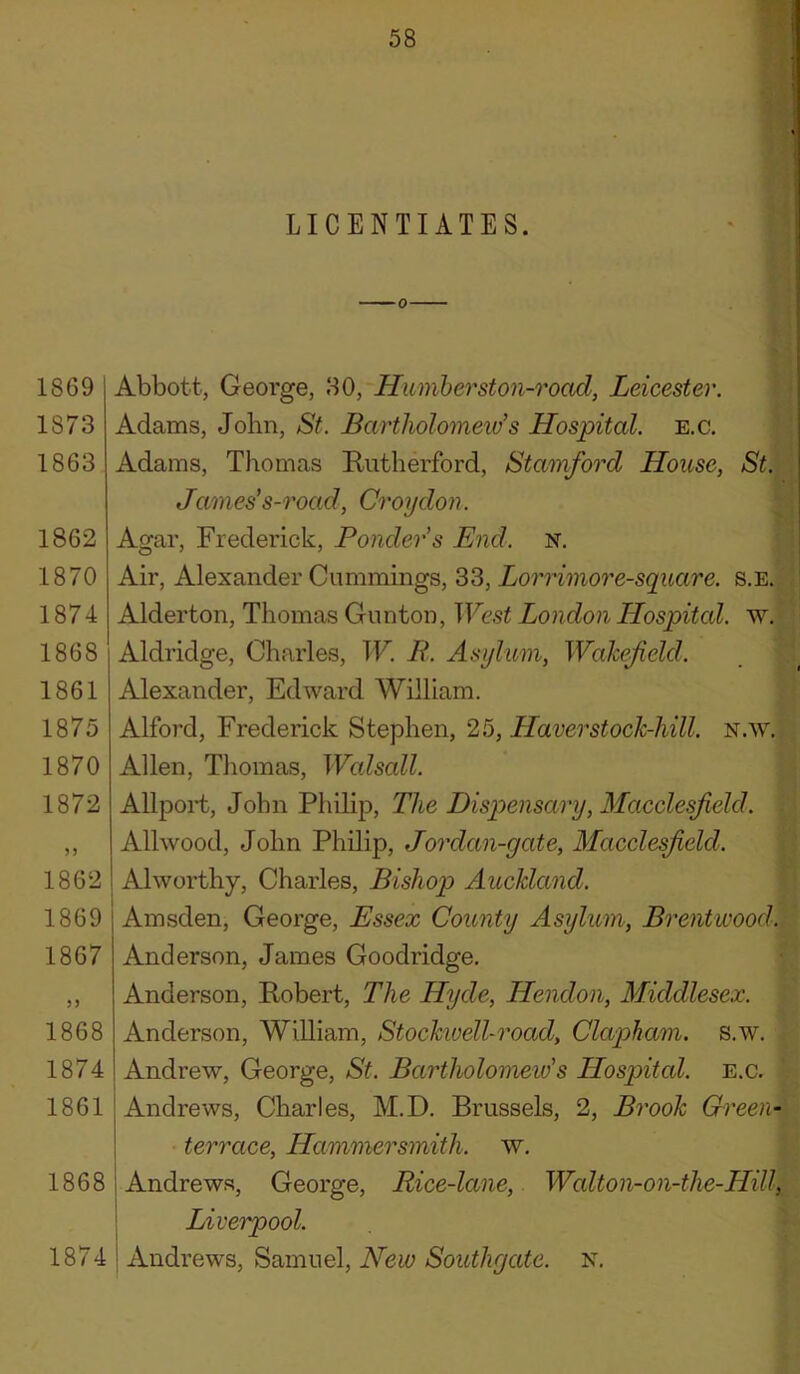 58
LICENTIATES.
1869 Abbott, George, 30, Humberston-road, Leicester.
1873 Adams, John, St. Bartholomew's Hospital. E.C.
1863 Adams, Thomas Rutherford, Stamford House, St.
James's-road, Croydon.
1862 Agar, Frederick, Ponder's End. N.
1870 Air, Alexander Cummings, 33, Lorrimore-square. S.E.
1874 Alderton, Thomas Gunton, West London Hospital. W.
1868 Aldridge, Charles, W. R. Asylum, Wakefield.
1861 Alexander, Edward William.
1875 Alford, Frederick Stephen, 25, Haverstock-hill. N.W.
1870 Allen, Thomas, Walsall.
1872 Allport, John Philip, The Dispensary, Macclesfield.
,, Allwood, John Philip, Jordan-gate, Macclesfield.
1862 Alworthy, Charles, Bishop Auckland.
1869 Amsden, George, Essex County Asylum, Brentwood.
1867 Anderson, James Goodridge.
,, Anderson, Robert, The Hyde, Hendon, Middlesex.
1868 Anderson, William, Stockwell-road, Clapham. S.W.
1874 Andrew, George, St. Bartholomew's Hospital. E.C.
1861 Andrews, Charles, M.D. Brussels, 2, Brook Green-
terrace, Hammersmith. W.
1868 Andrews, George, Rice-lane, Walton-on-the-Hill,
Liverpool.
1874 Andrews, Samuel, New Southgate. N.